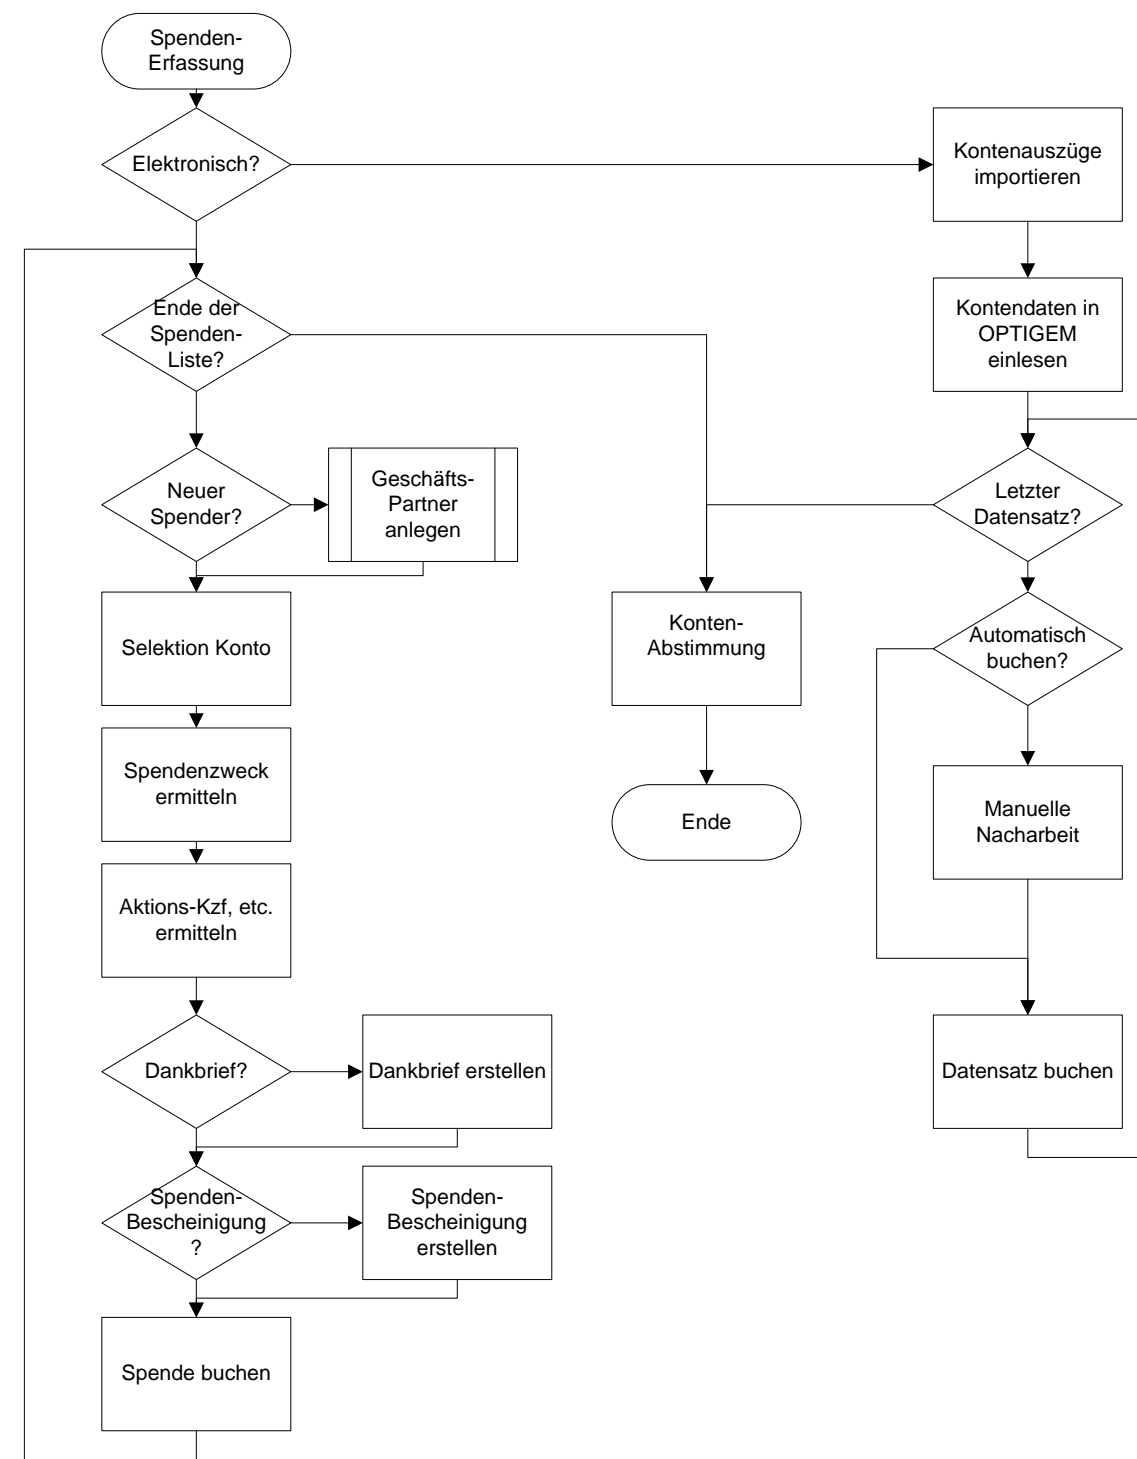 Spenden-
Erfassung
Elektronisch?
Kontenauszüge
importieren
Ende der
Spenden-
Liste?
Kontendaten in
OPTIGEM
einlesen
Neuer
Spender?
Geschäfts-
Partner
anlegen
Letzter
Datensatz?
Selektion Konto
Konten-
Abstimmung
Automatisch
buchen?
Spendenzweck
ermitteln
Ende
Manuelle
Nacharbeit
Aktions-Kzf, etc.
ermitteln
Dankbrief?
Dankbrief erstellen
Datensatz buchen
Spenden-
Bescheinigung
?
Spenden-
Bescheinigung
erstellen
Spende buchen